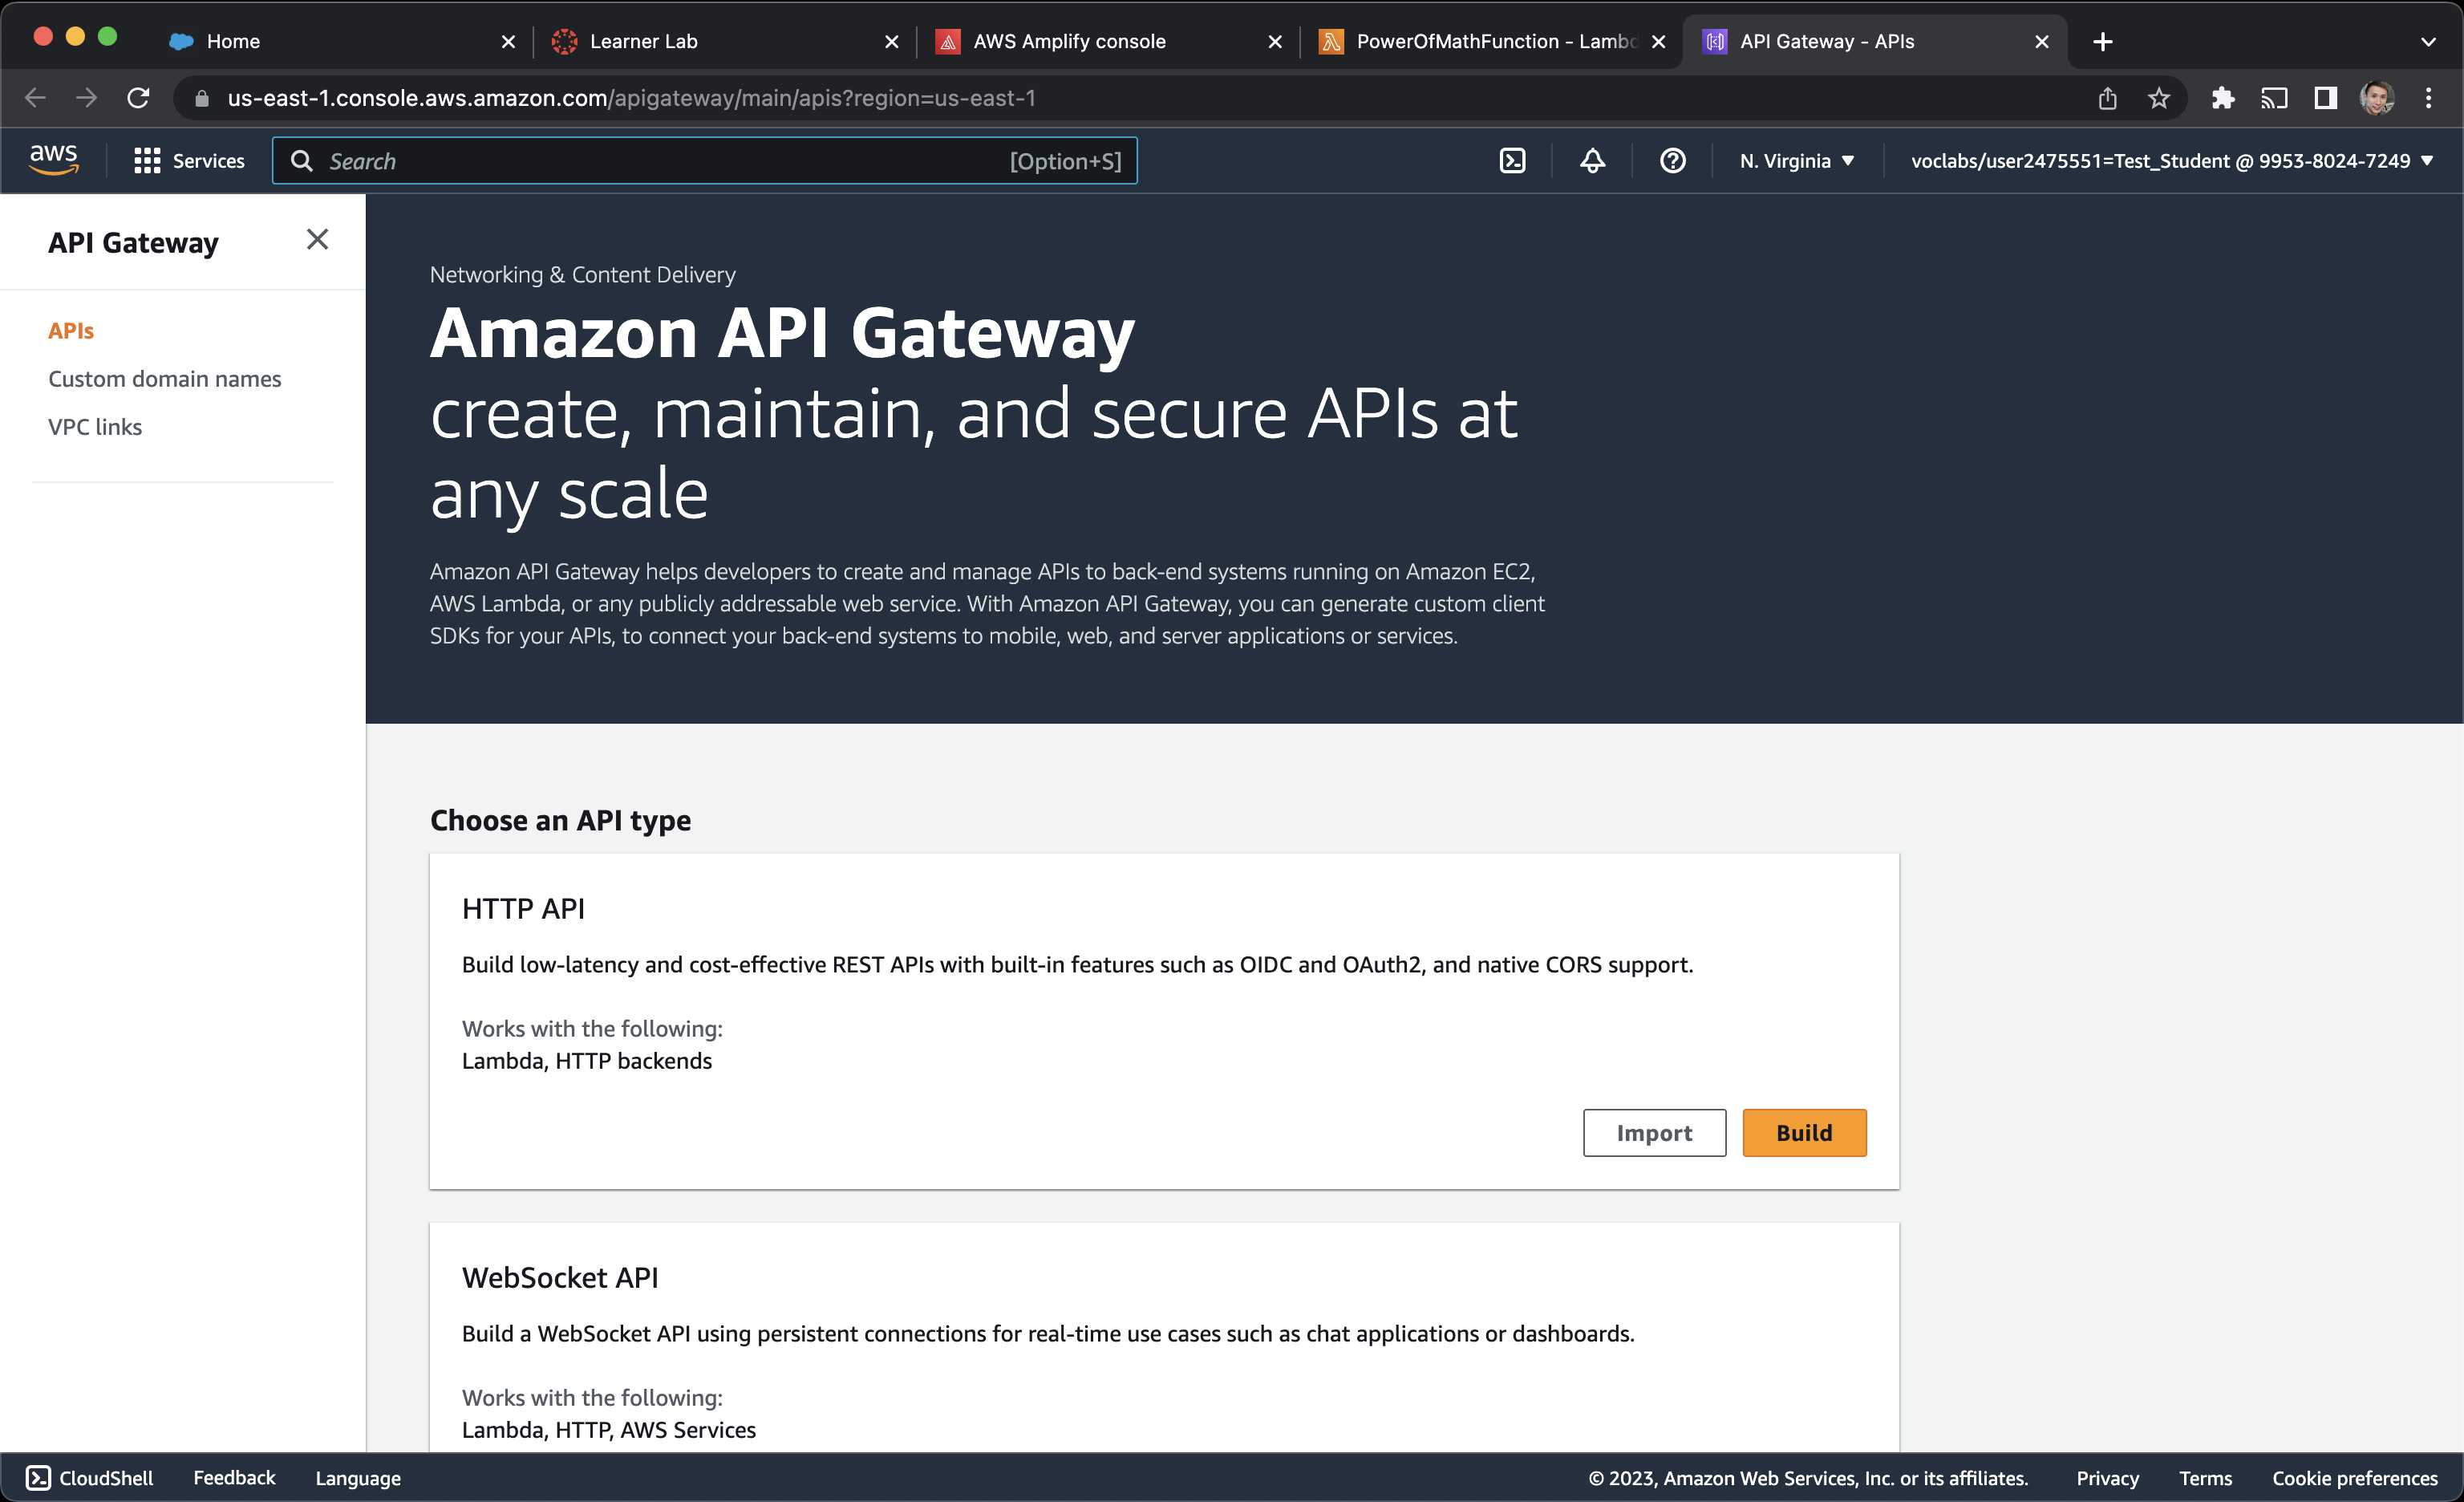 Home
Learner Lab
AWS Amplify console
PowerOfMathFunction - Lambd
API Gateway - APIs
us-east-1.console.aws.amazon.com/apigateway/main/apis?region=us-east-1
aws
Services
Search
[Option+S]
N. Virginia
voclabs/user2475551=Test_Student @ 9953-8024-7249
API Gateway
APIs
Custom domain names
VPC links
Networking & Content Delivery
Amazon API Gateway
create, maintain, and secure APIs at
any scale
Amazon API Gateway helps developers to create and manage APIs to back-end systems running on Amazon EC2,
AWS Lambda, or any publicly addressable web service. With Amazon API Gateway, you can generate custom client
SDKs for your APIs, to connect your back-end systems to mobile, web, and server applications or services.
Choose an API type
HTTP API
Build low-latency and cost-effective REST APIs with built-in features such as OIDC and OAuth2, and native CORS support.
Works with the following:
Lambda, HTTP backends
Import
Build
WebSocket API
Build a WebSocket API using persistent connections for real-time use cases such as chat applications or dashboards.
Works with the following:
Lambda, HTTP, AWS Services
CloudShell
Feedback
Language
© 2023, Amazon Web Services, Inc. or its affiliates.
Privacy
Terms
Cookie preferences